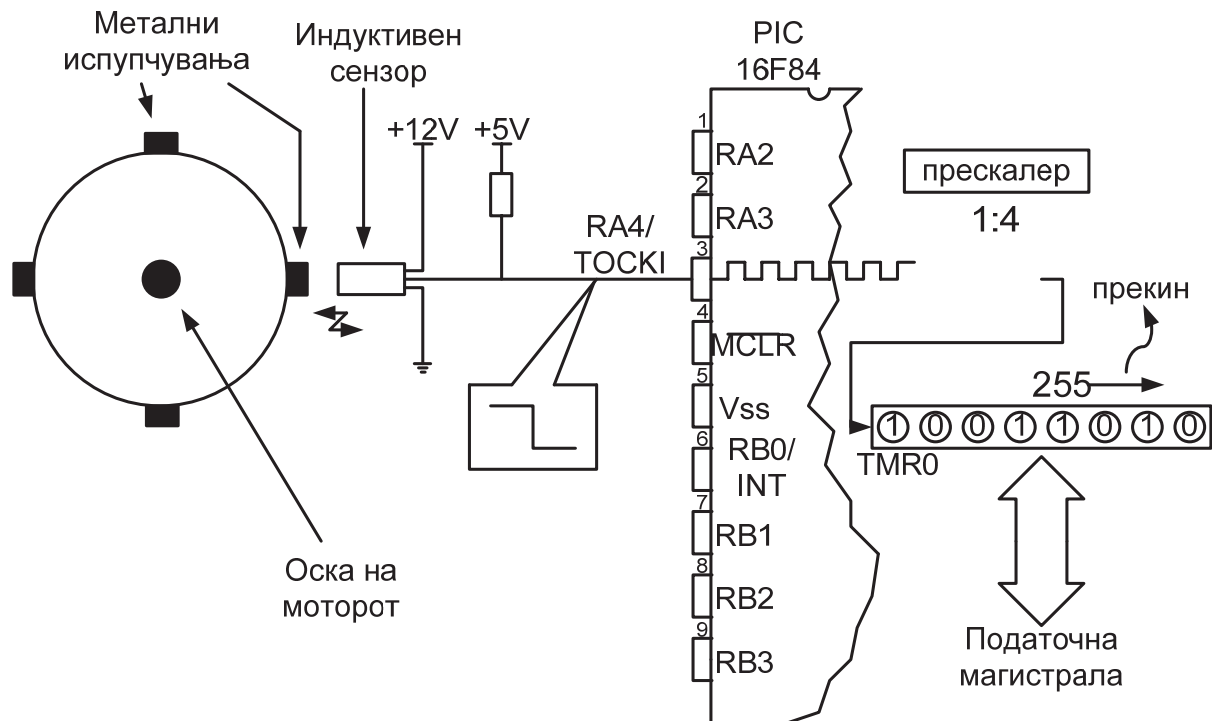 Метални
испупчувања
Индуктивен
сензор
+12V
+5V
RA4/
TOCKI
PIC
16F84
1
RA2
2
RA3
3
4
MCLR
5
Vss
6
RB0/
INT
7
RB1
8
RB2
9
RB3
прескалер
1:4
прекин
255
1 0 0 1 1 0 1 0
TMR0
Податочна
магистрала
Оска на
моторот